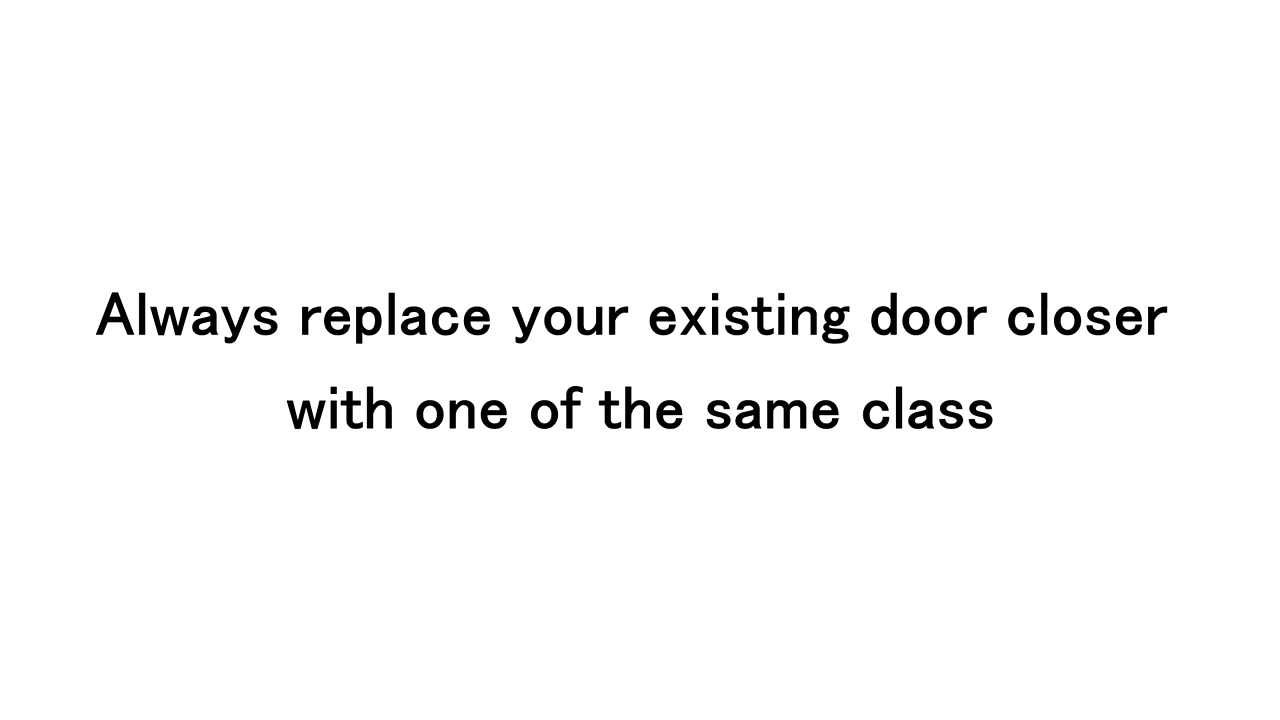 Always replace your existing door closer
with one of the same class